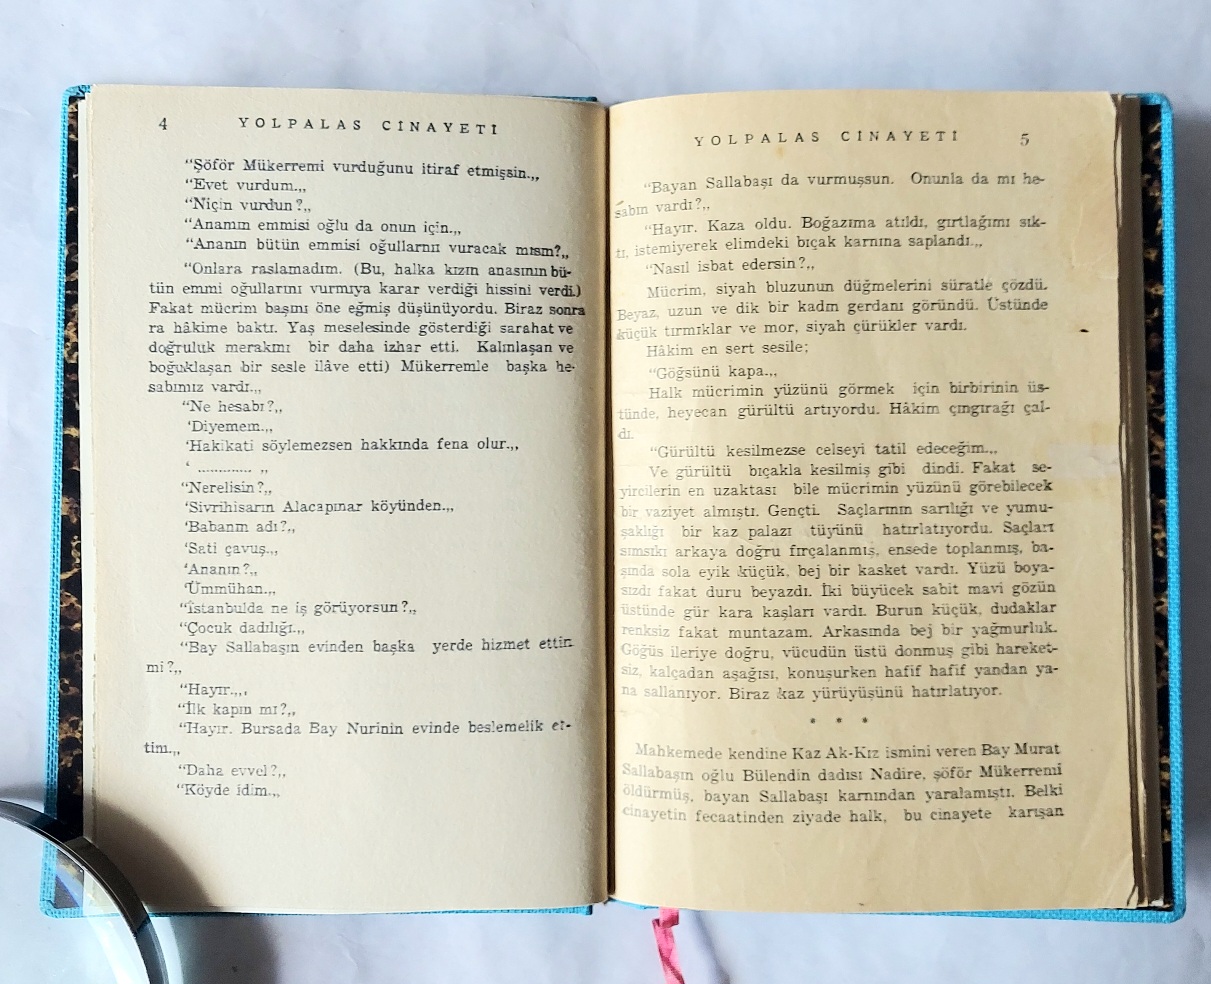 4 YOLPALAS CİNAYETİ
“Şöför Mükerremi vurduğunu itiraf etmişsin.,,
“Evet vurdum.,,
“Niçin vurdun?,,
“Anamın emmisi oğlu da onun için.,,
“Ananın bütün emmisi oğullarnıı vuracak mısın?,,
“Onlara raslamadım. (Bu, halka kızın anasının bü-
tün emmi oğullarını vurmıya karar verdiği hissini verdi.)
Fakat mücrim başını öne eğmiş düşünüyordu. Biraz sonra
ra hâkime baktı. Yaş meselesinde gösterdiği sarahat ve
doğruluk merakını bir daha izhar etti. Kalınlaşan ve
boğuklaşan bir sesle ilâve etti) Mükerremle başka he-
sabımız vardı.,,
“Ne hesabı?,,
‘Diyemem.,,
‘Hakikati söylemezsen hakkında fena olur.,,
‘ ............. ,,
“Nerelisin?,,
‘Sivrihisarın Alacapınar köyünden.,,
‘Babanın adı?,,
‘Sati çavuş.,,
‘Ananın?,,
‘Ümmühan.,,
“İstanbulda ne iş görüyorsun?,,
“Çocuk dadılığı.,,
“Bay Sallabaşın evinden başka yerde hizmet ettin
mi?,,
“Hayır.,,,
“İlk kapın mı?,,
“Hayır. Bursada Bay Nurinin evinde beslemelik et-
tim.,,
“Daha evvel?,,
“Köyde idim.,,
YOLPALAS CİNAYETİ 5
“Bayan Sallabaşı da vurmuşsun. Onunla da mı he-
sabın vardı?,,
“Hayır. Kaza oldu. Boğazıma atıldı, gırtlağımı sık-
tı, istemiyerek elimdeki bıçak karnına saplandı.,,
“Nasıl isbat edersin?,,
Mücrim, siyah bluzunun düğmelerini süratle çözdü.
Beyaz, uzun ve dik bir kadın gerdanı göründü. Üstünde
küçük tırmıklar ve mor, siyah çürükler vardı.
Hâkim en sert sesile;
“Göğsünü kapa.,,
Halk mücrimin yüzünü görmek için birbirinin üs-
tünde, heyecan gürültü artıyordu. Hâkim çıngırağı çal-
dı.
“Gürültü kesilmezse celseyi tatil edeceğim.,,
Ve gürültü bıçakla kesilmiş gibi dindi. Fakat se-
yircilerin en uzaktası bile mücrimin yüzünü görebilecek
bir vaziyet almıştı. Gençti. Saçlarının sarılığı ve yumu-
şaklığı bir kaz palazı tüyünü hatırlatıyordu. Saçları
sımsıkı arkaya doğru fırçalanmış, ensede toplanmış, ba-
şında sola eyik küçük, bej bir kasket vardı. Yüzü boya-
sızdı fakat duru beyazdı. İki büyücek sabit mavi gözün
üstünde gür kara kaşları vardı. Burun küçük, dudaklar
renksiz fakat muntazam. Arkasında bej bir yağmurluk.
Göğüs ileriye doğru, vücudün üstü donmuş gibi hareket-
siz, kalçadan aşağısı, konuşurken hafif hafif yandan ya-
na sallanıyor. Biraz kaz yürüyüşünü hatırlatıyor.
* * *
Mahkemede kendine Kaz Ak-Kız ismini veren Bay Murat
Sallabaşın oğlu Bülendin dadısı Nadire, şöför Mükerremi
öldürmüş, bayan Sallabaşı karnından yaralamıştı. Belki
cinayetin fecaatinden ziyade halk, bu cinayete karışan